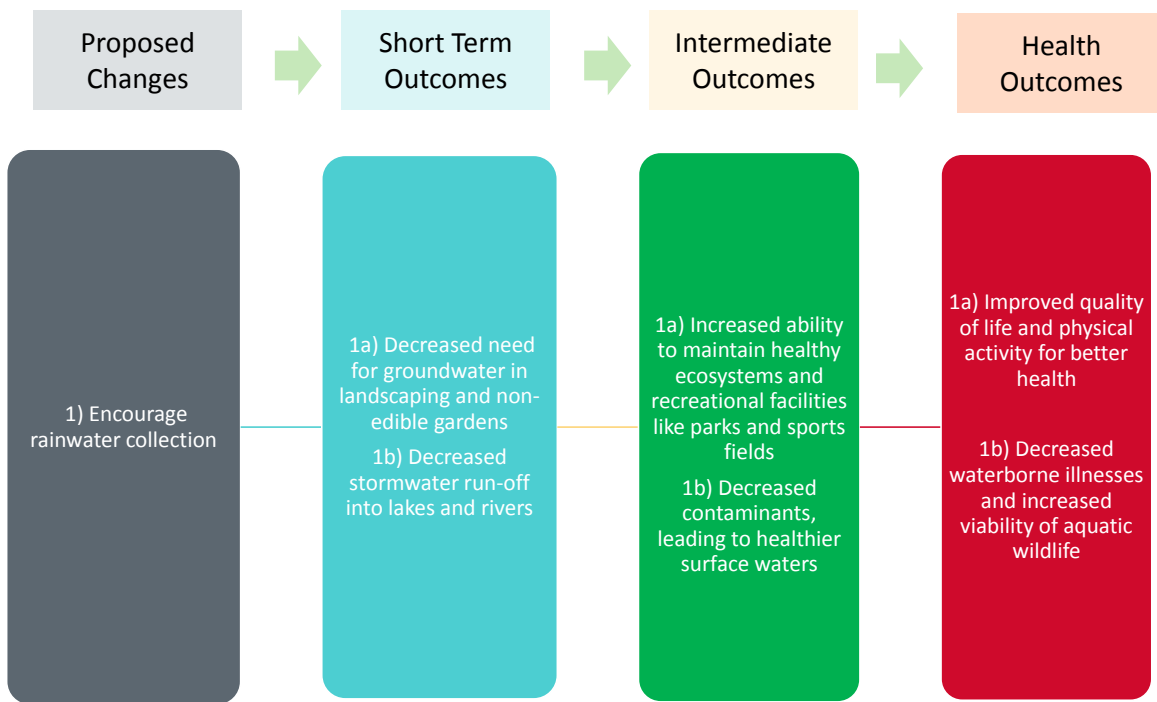 Proposed
Changes
Short Term
Outcomes
Intermediate
Outcomes
Health
Outcomes
1) Encourage
rainwater collection
1a) Decreased need
for groundwater in
landscaping and non-
edible gardens
1b) Decreased
stormwater run-off
into lakes and rivers
1a) Increased ability
to maintain healthy
ecosystems and
recreational facilities
like parks and sports
fields
1b) Decreased
contaminants,
leading to healthier
surface waters
1a) Improved quality
of life and physical
activity for better
health
1b) Decreased
waterborne illnesses
and increased
viability of aquatic
wildlife